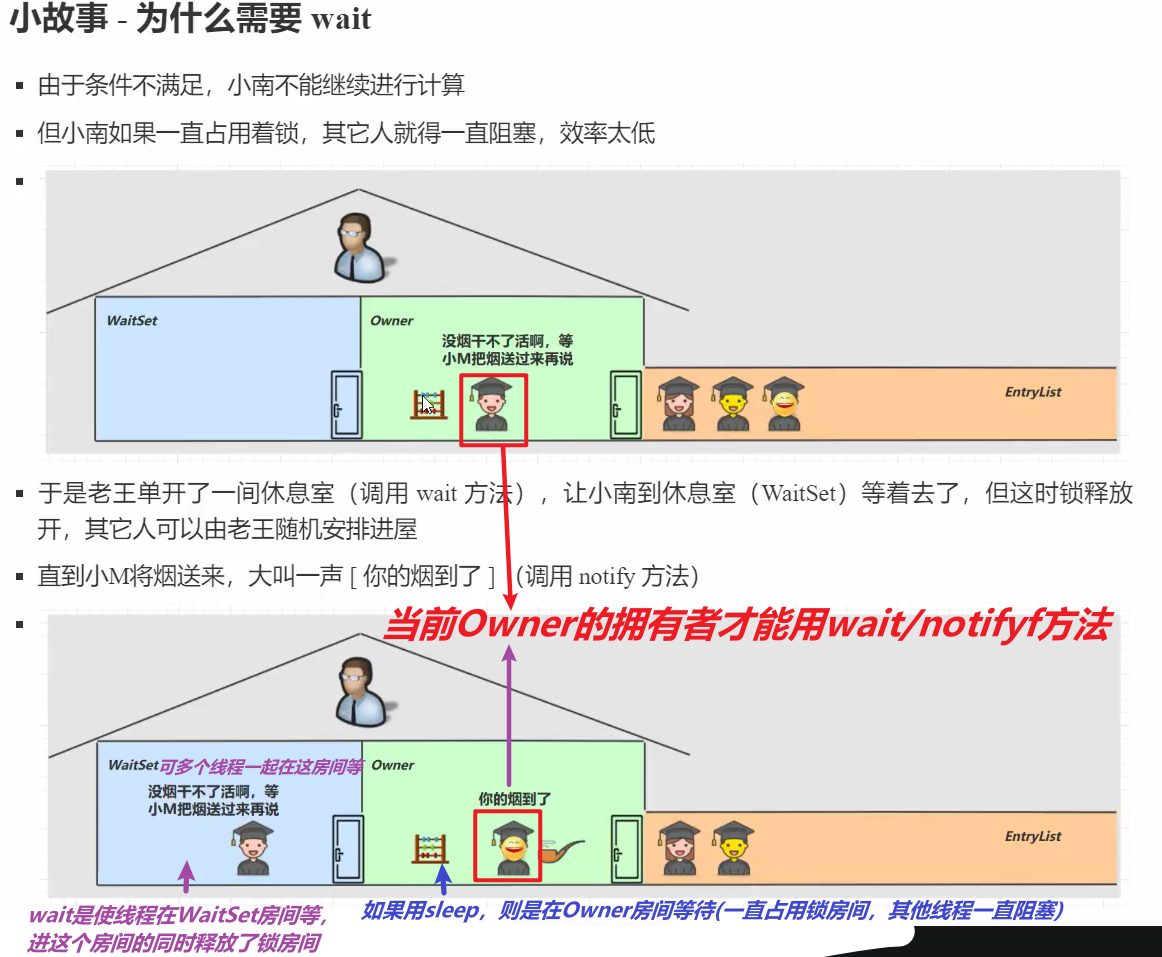 小故事 - 为什么需要 wait
由于条件不满足，小南不能继续进行计算
但小南如果一直占用着锁，其它人就得一直阻塞，效率太低
WaitSet
Owner
没烟干不了活啊，等
小M把烟送过来再说
EntryList
于是老王单开了一间休息室（调用 wait 方法），让小南到休息室（WaitSet）等着去了，但这时锁释放
开，其它人可以由老王随机安排进屋
直到小M将烟送来，大叫一声 [ 你的烟到了 ] （调用 notify 方法）
当前Owner的拥有者才能用wait/notifyf方法
WaitSet可多个线程一起在这房间等
Owner
没烟干不了活啊，等
小M把烟送过来再说
你的烟到了
EntryList
wait是使线程在WaitSet房间等,
进这个房间的同时释放了锁房间
如果用sleep，则是在Owner房间等待(一直占用锁房间，其他线程一直阻塞)